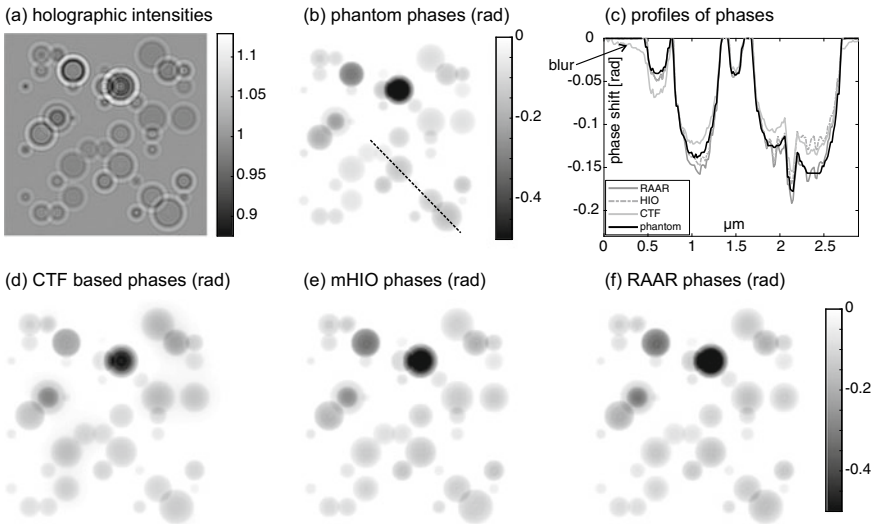 (a) holographic intensities
1.1
1.05
1
0.95
0.9
(b) phantom phases (rad)
0
-0.2
-0.4
(c) profiles of phases
0
-0.05
-0.1
-0.15
-0.2
blur
phase shift [rad]
RAAR
HIO
CTF
phantom
µm
0 0.5 1 1.5 2 2.5
(d) CTF based phases (rad)
(e) mHIO phases (rad)
(f) RAAR phases (rad)
0
-0.2
-0.4